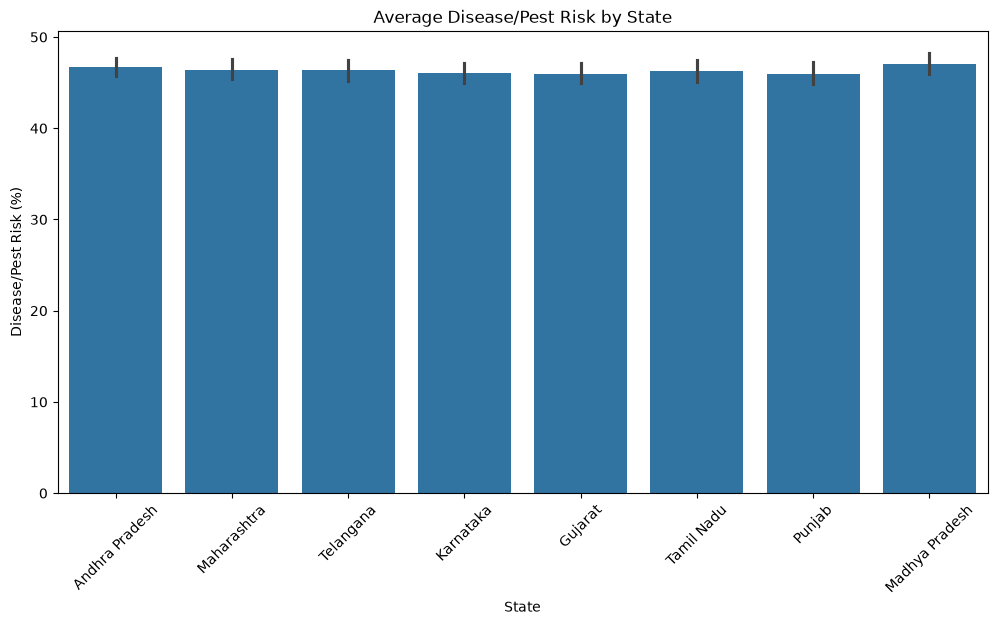 Average Disease/Pest Risk by State
Disease/Pest Risk (%)
50
40
30
20
10
0
Andhra Pradesh
Maharashtra
Telangana
Karnataka
Gujarat
Tamil Nadu
Punjab
Madhya Pradesh
State